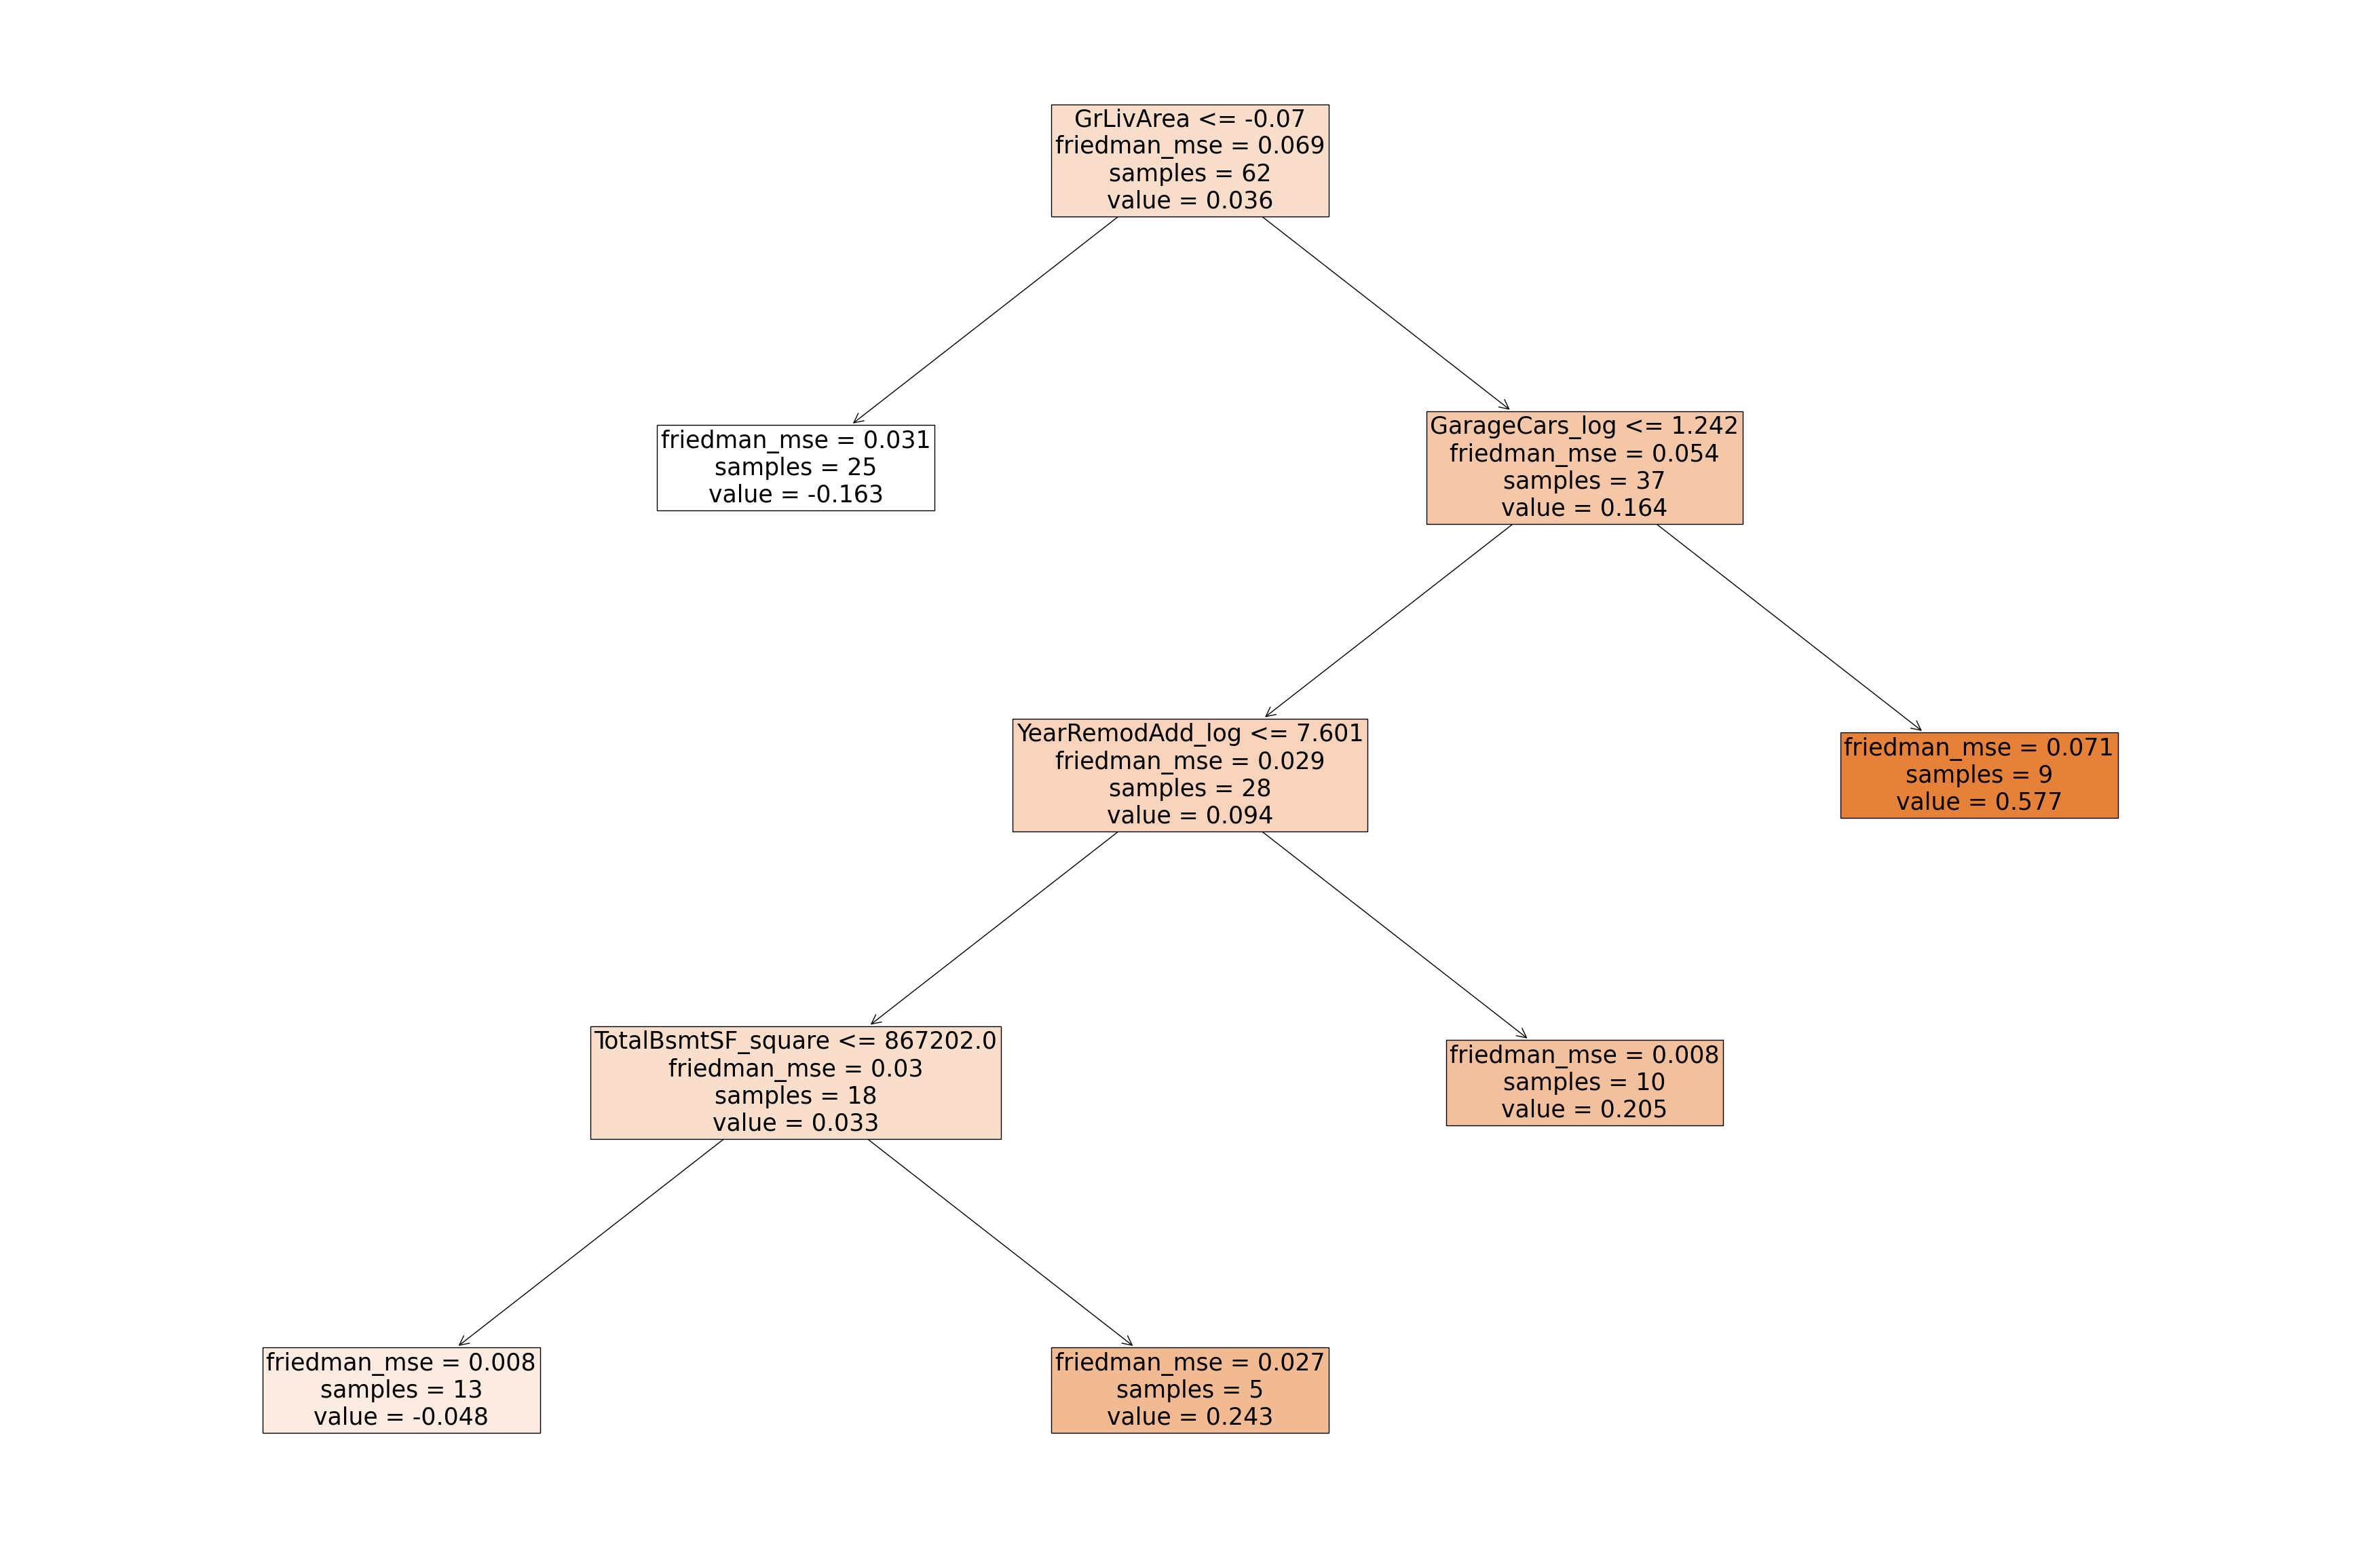 GrLivArea <= -0.07
friedman_mse = 0.069
samples = 62
value = 0.036
friedman_mse = 0.031
samples = 25
value = -0.163
GarageCars_log <= 1.242
friedman_mse = 0.054
samples = 37
value = 0.164
YearRemodAdd_log <= 7.601
friedman_mse = 0.029
samples = 28
value = 0.094
friedman_mse = 0.071
samples = 9
value = 0.577
TotalBsmtSF_square <= 867202.0
friedman_mse = 0.03
samples = 18
value = 0.033
friedman_mse = 0.008
samples = 10
value = 0.205
friedman_mse = 0.008
samples = 13
value = -0.048
friedman_mse = 0.027
samples = 5
value = 0.243